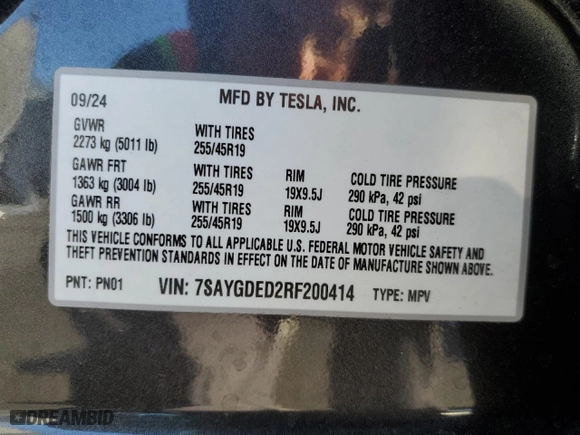 09/24 MFD BY TESLA, INC.
GVWR WITH TIRES
2273 kg (5011 lb) 255/45R19
GAWR FRT WITH TIRES RIM COLD TIRE PRESSURE
1363 kg (3004 lb) 255/45R19 19X9.5J 290 kPa, 42 psi
GAWR RR WITH TIRES RIM COLD TIRE PRESSURE
1500 kg (3306 lb) 255/45R19 19X9.5J 290 kPa, 42 psi
THIS VEHICLE CONFORMS TO ALL APPLICABLE U.S. FEDERAL MOTOR VEHICLE SAFETY AND
THEFT PREVENTION STANDARDS IN EFFECT ON THE DATE OF MANUFACTURE SHOWN ABOVE.
PNT: PN01 VIN: 7SAYGDED2RF200414 TYPE: MPV
DREAMBID